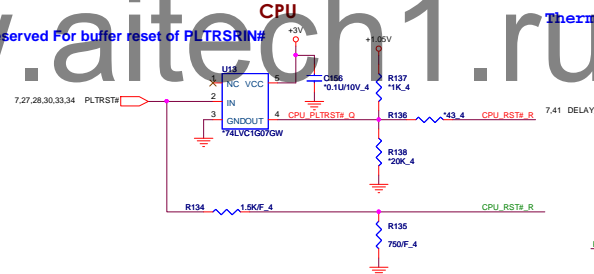 CPU
eserved For buffer reset of PLTRSRIN#
Therm
.aitech1.ru
+3V
+1.05V
U13
C156
*0.1U/10V_4
R137
*1K_4
1
NC VCC
5
2
IN
7,27,28,30,33,34 PLTRST#
3
GNDOUT
4
CPU_PLTRST#_Q
R136
*43_4
CPU_RST#_R
7,41 DELAY
*74LVC1G07GW
R138
*20K_4
R134
1.5K/F_4
CPU_RST#_R
R135
750/F_4